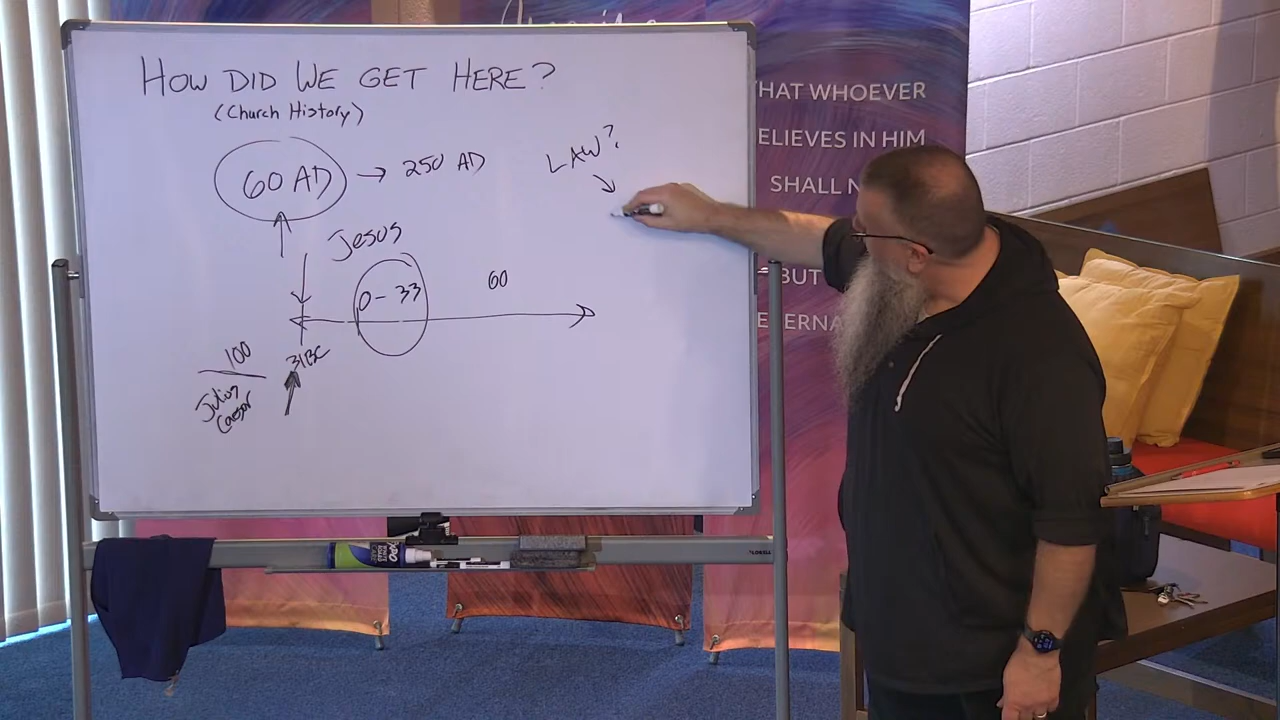 HOW DID WE GET HERE?
(Church History)
60 AD → 250 AD
LAW?
Jesus
0-33
60
100
31BC
Julius
Caesar
HAT WHOEVER
ELIEVES IN HIM
SHALL N
BUT
ETERNA
EXPO